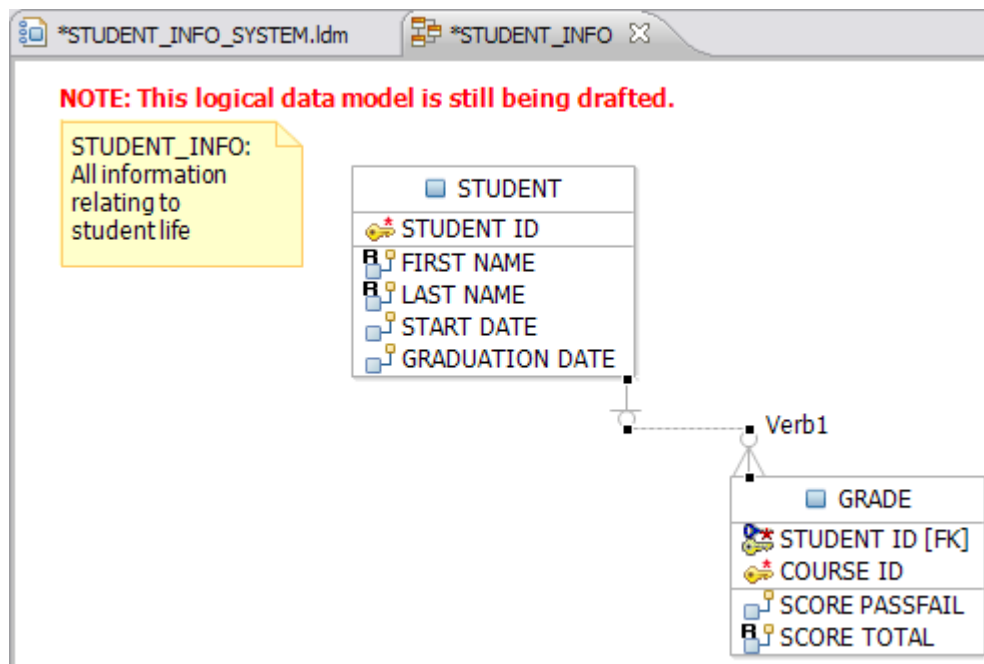 *STUDENT_INFO_SYSTEM.ldm
*STUDENT_INFO
NOTE: This logical data model is still being drafted.
STUDENT_INFO:
All information
relating to
student life
STUDENT
STUDENT ID
R FIRST NAME
R LAST NAME
START DATE
GRADUATION DATE
Verb1
GRADE
STUDENT ID [FK]
COURSE ID
SCORE PASSFAIL
R SCORE TOTAL